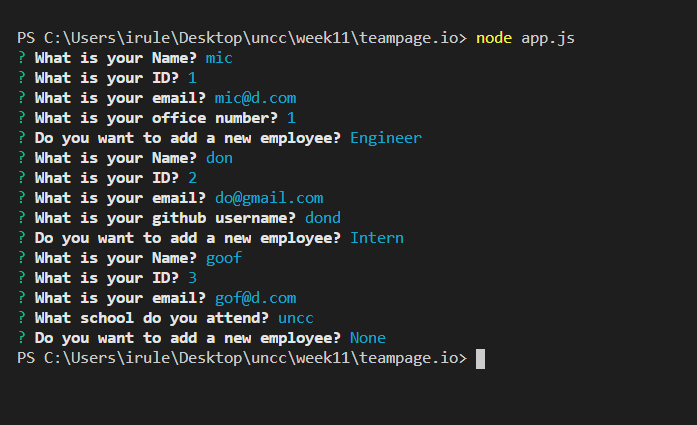 PS C:\Users\irule\Desktop\uncc\week11\teampage.io> node app.js
? What is your Name? mic
? What is your ID? 1
? What is your email? mic@d.com
? What is your office number? 1
? Do you want to add a new employee? Engineer
? What is your Name? don
? What is your ID? 2
? What is your email? do@gmail.com
? What is your github username? dond
? Do you want to add a new employee? Intern
? What is your Name? goof
? What is your ID? 3
? What is your email? gof@d.com
? What school do you attend? uncc
? Do you want to add a new employee? None
PS C:\Users\irule\Desktop\uncc\week11\teampage.io>